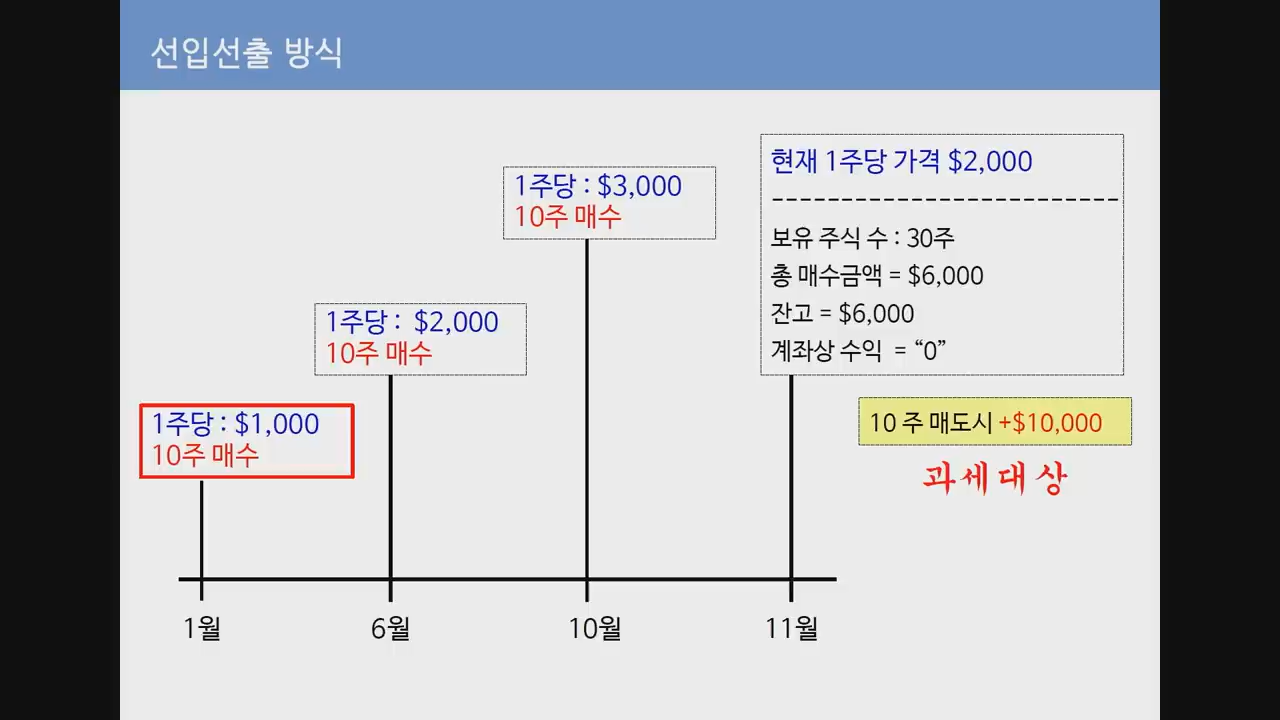 선입선출 방식
현재 1주당 가격 $2,000
--------------------------
보유 주식 수 : 30주
총 매수금액 = $6,000
잔고 = $6,000
계좌상 수익 = “0”
1주당 : $3,000
10주 매수
1주당 : $2,000
10주 매수
1주당 : $1,000
10주 매수
10 주 매도시 +$10,000
과세대상
1월
6월
10월
11월